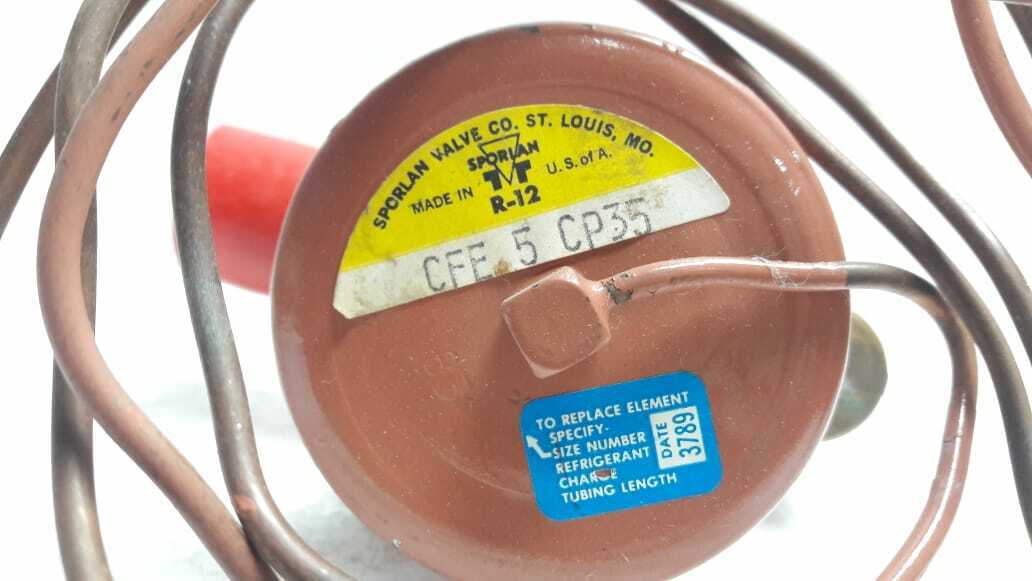 SPORLAN VALVE CO. ST. LOUIS, MO.
SPORLAN
MADE IN U.S. of A.
R-12
CFE 5 CP35
TO REPLACE ELEMENT
SPECIFY-
SIZE NUMBER
REFRIGERANT
CHARGE
TUBING LENGTH
DATE
3789